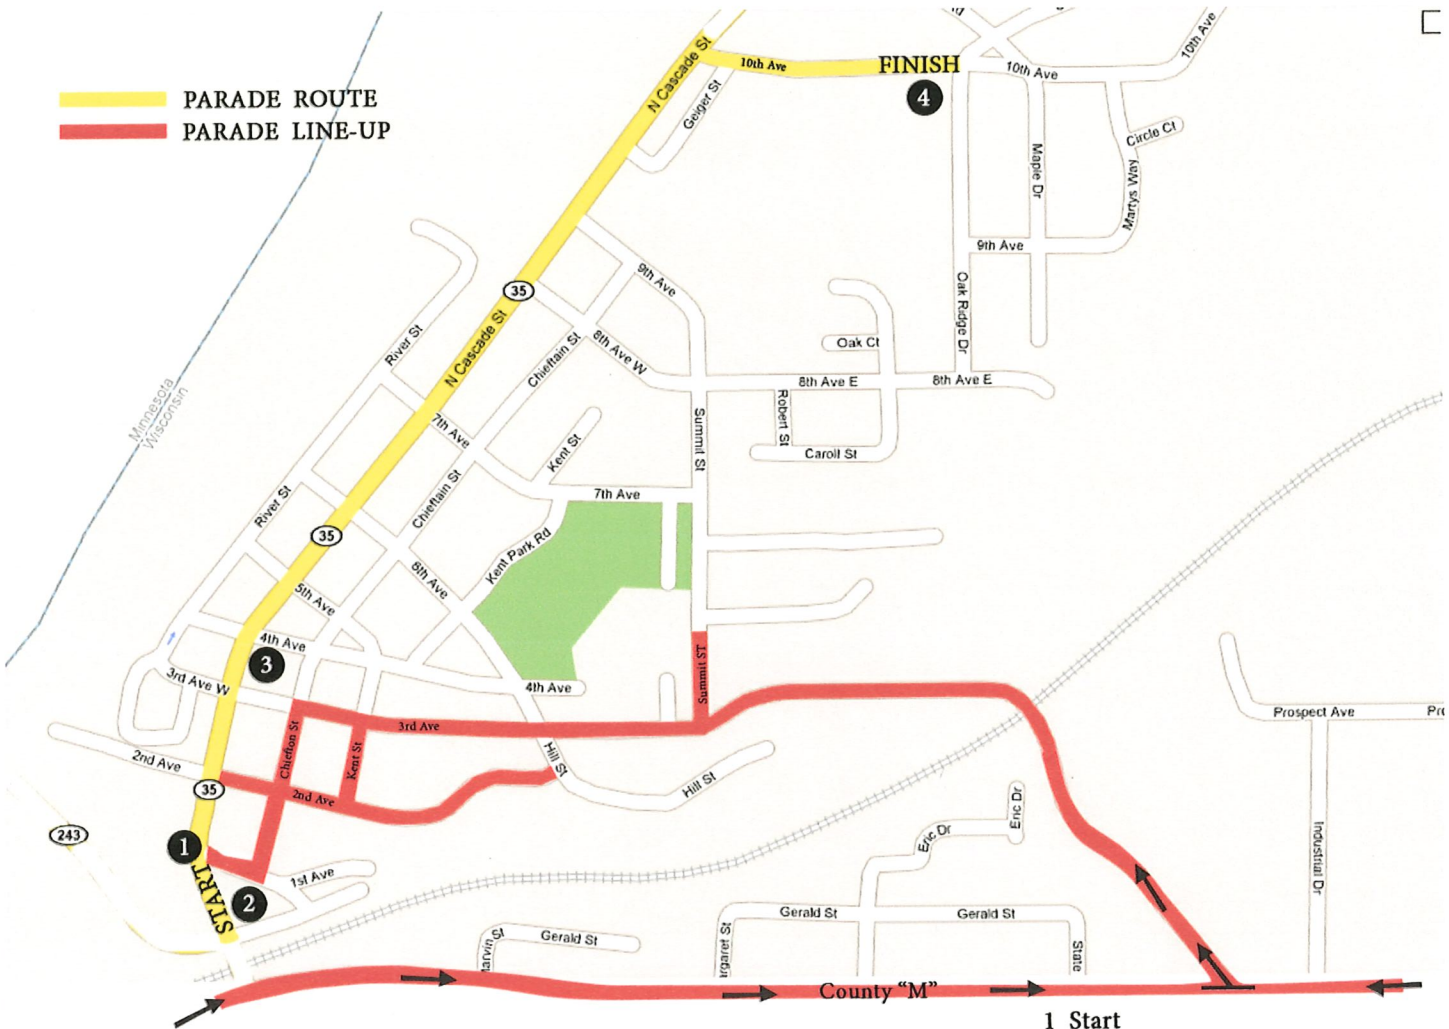 PARADE ROUTE
PARADE LINE-UP
N Cascade St
10th Ave
FINISH
4
10th Ave
10th Ave
Geiger St
Circle Ct
Maple Dr
Martys Way
9th Ave
Oak Ridge Dr
9th Ave
35
N Cascade St
River St
Chieftain St
8th Ave W
Oak Ct
8th Ave E
8th Ave E
Robert St
Caroll St
Summit St
Minnesota
Wisconsin
7th Ave
Kent St
7th Ave
Chieftain St
River St
35
Kent Park Rd
6th Ave
5th Ave
4th Ave
3
3rd Ave W
4th Ave
Summit ST
3rd Ave
Chiefton St
Kent St
2nd Ave
Hill St
Hill St
35
2nd Ave
243
1
START
2
1st Ave
Eric Dr
Eric Dr
Prospect Ave
Industrial Dr
Gerald St
Gerald St
Gerald St
State
County “M”
1 Start